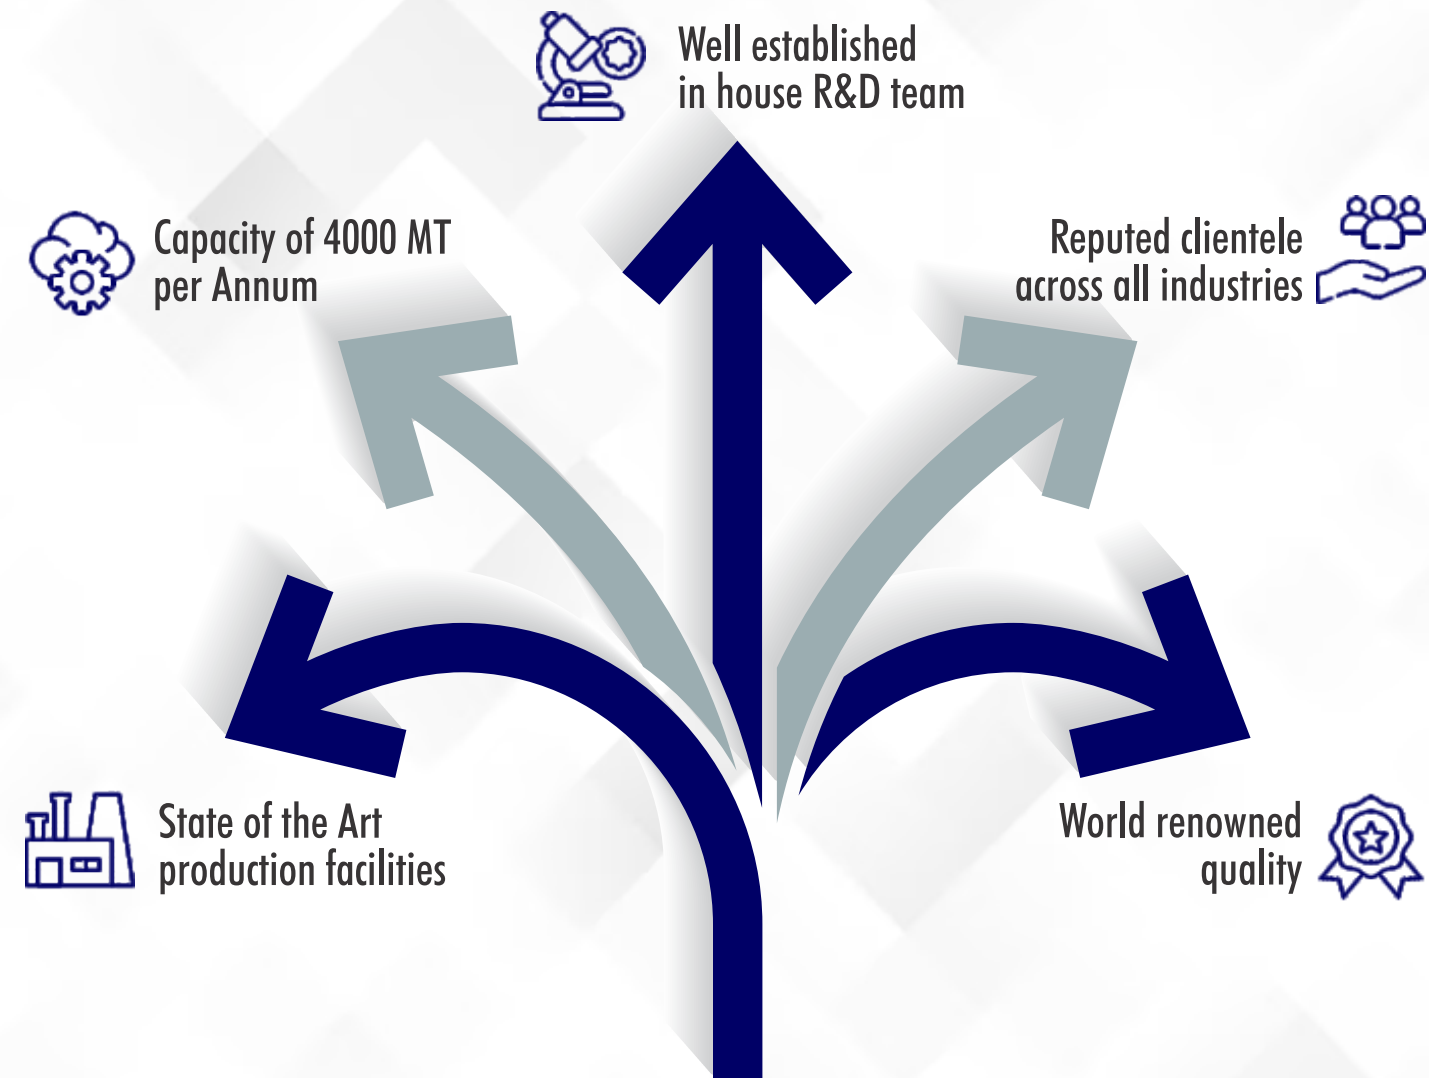 Well established
in house R&D team
Capacity of 4000 MT
per Annum
Reputed clientele
across all industries
State of the Art
production facilities
World renowned
quality